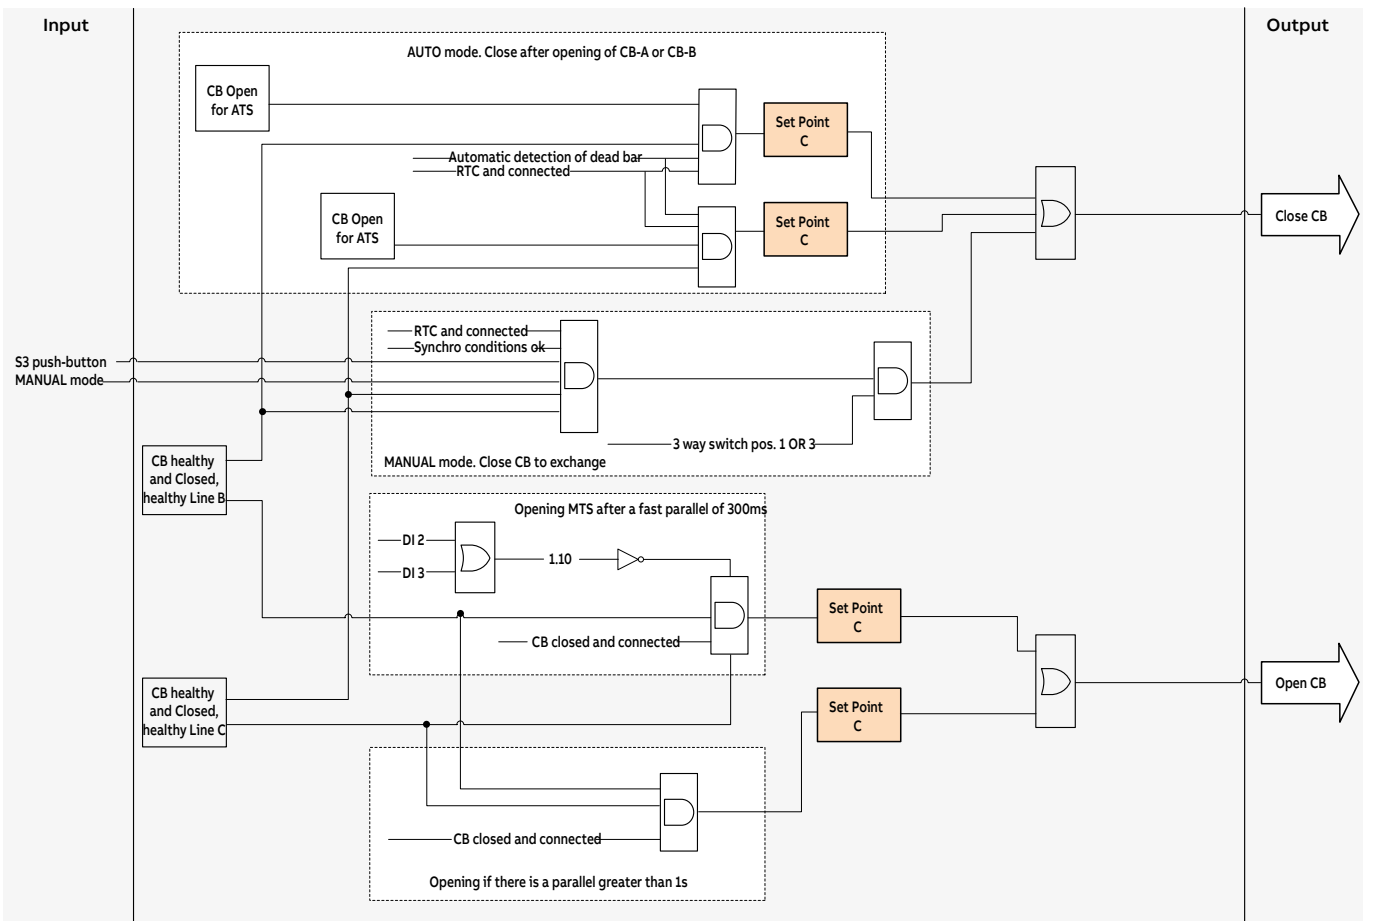 Input
Output
AUTO mode. Close after opening of CB-A or CB-B
CB Open
for ATS
Set Point
C
Automatic detection of dead bar
RTC and connected
CB Open
for ATS
Set Point
C
Close CB
RTC and connected
Synchro conditions ok
S3 push-button
MANUAL mode
3 way switch pos. 1 OR 3
MANUAL mode. Close CB to exchange
CB healthy
and Closed,
healthy Line B
Opening MTS after a fast parallel of 300ms
DI 2
1.10
DI 3
Set Point
C
CB closed and connected
CB healthy
and Closed,
healthy Line C
Set Point
C
Open CB
CB closed and connected
Opening if there is a parallel greater than 1s